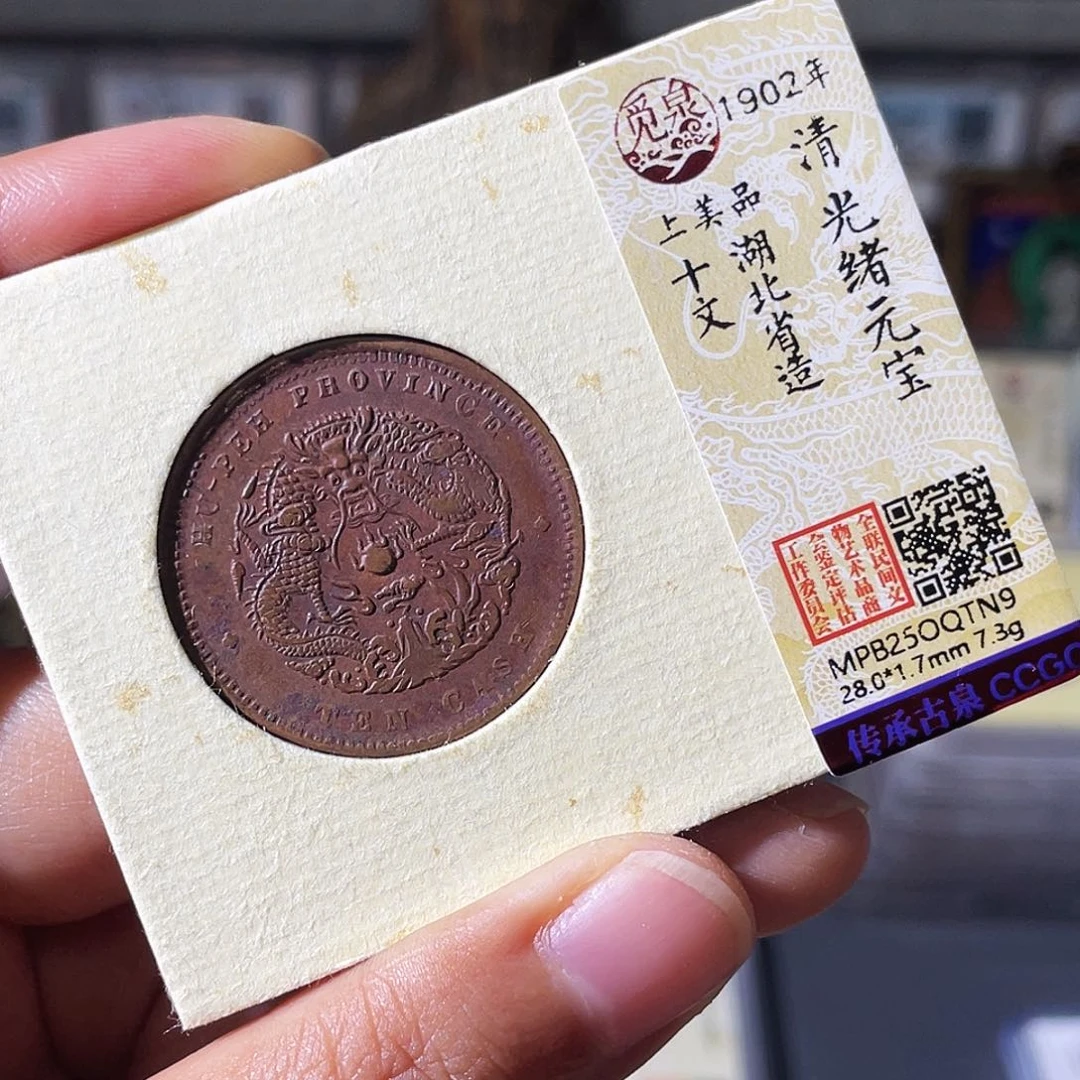 HU-PEH PROVINCE
TEN CASH
觅泉
1902年
清光绪元宝
湖北省造
上美品
十文
全联民间文
物艺术品商
会鉴定评估
工作委员会
MPB25OQTN9
28.0*1.7mm 7.3g
传承古泉 CCG